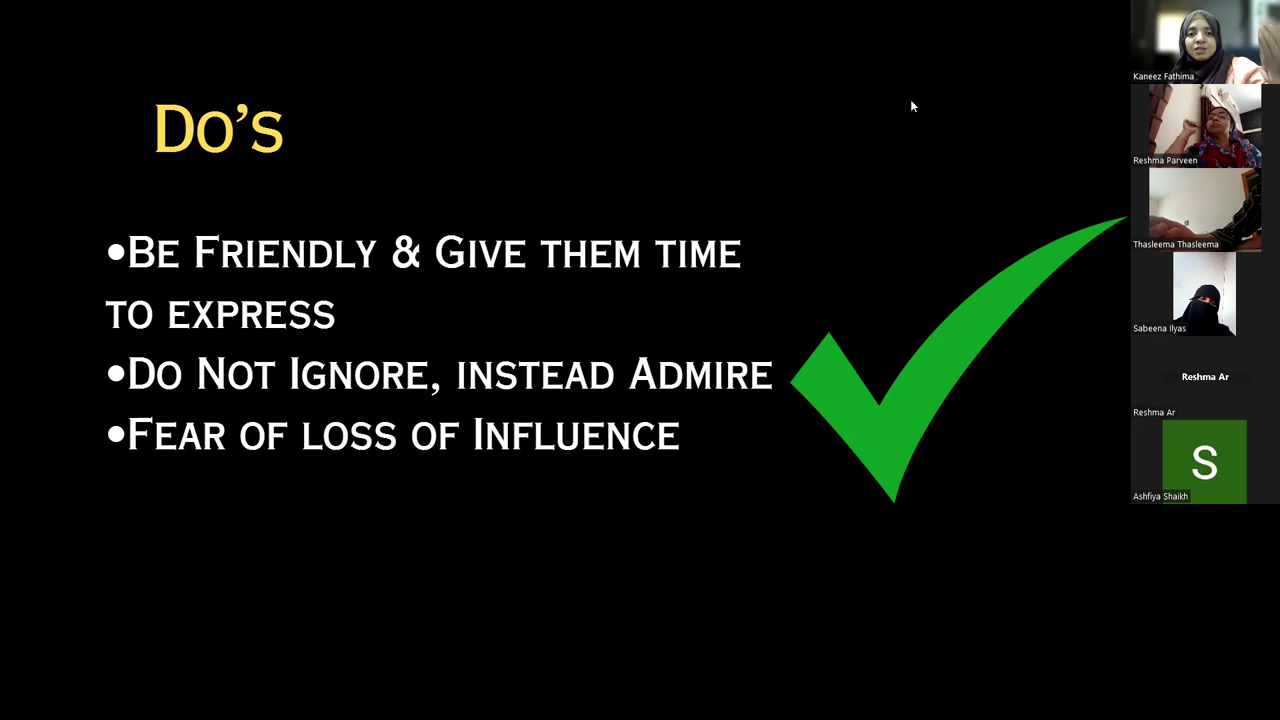 Do's
•Be Friendly & Give them time
to express
•Do Not Ignore, instead Admire
•Fear of loss of Influence
Kaneez Fathima
Reshma Parveen
Thasleema Thasleema
Sabeena Ilyas
Reshma Ar
Reshma Ar
S
Ashfiya Shaikh